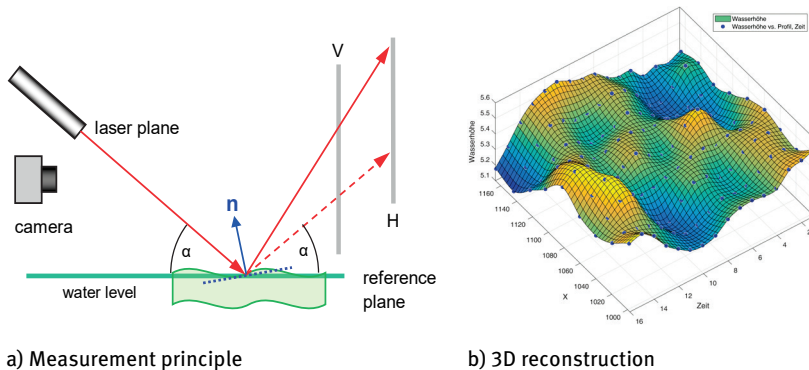 V
laser plane
H
camera
n
α
α
water level
reference
plane
a) Measurement principle
Wasserhöhe
Wasserhöhe vs. Profil, Zeit
5.6
5.5
5.4
5.3
5.2
5.1
Wasserhöhe
1160
1140
1120
1100
1080
1060
1040
1020
1000
X
16
14
12
10
8
6
4
2
Zeit
b) 3D reconstruction